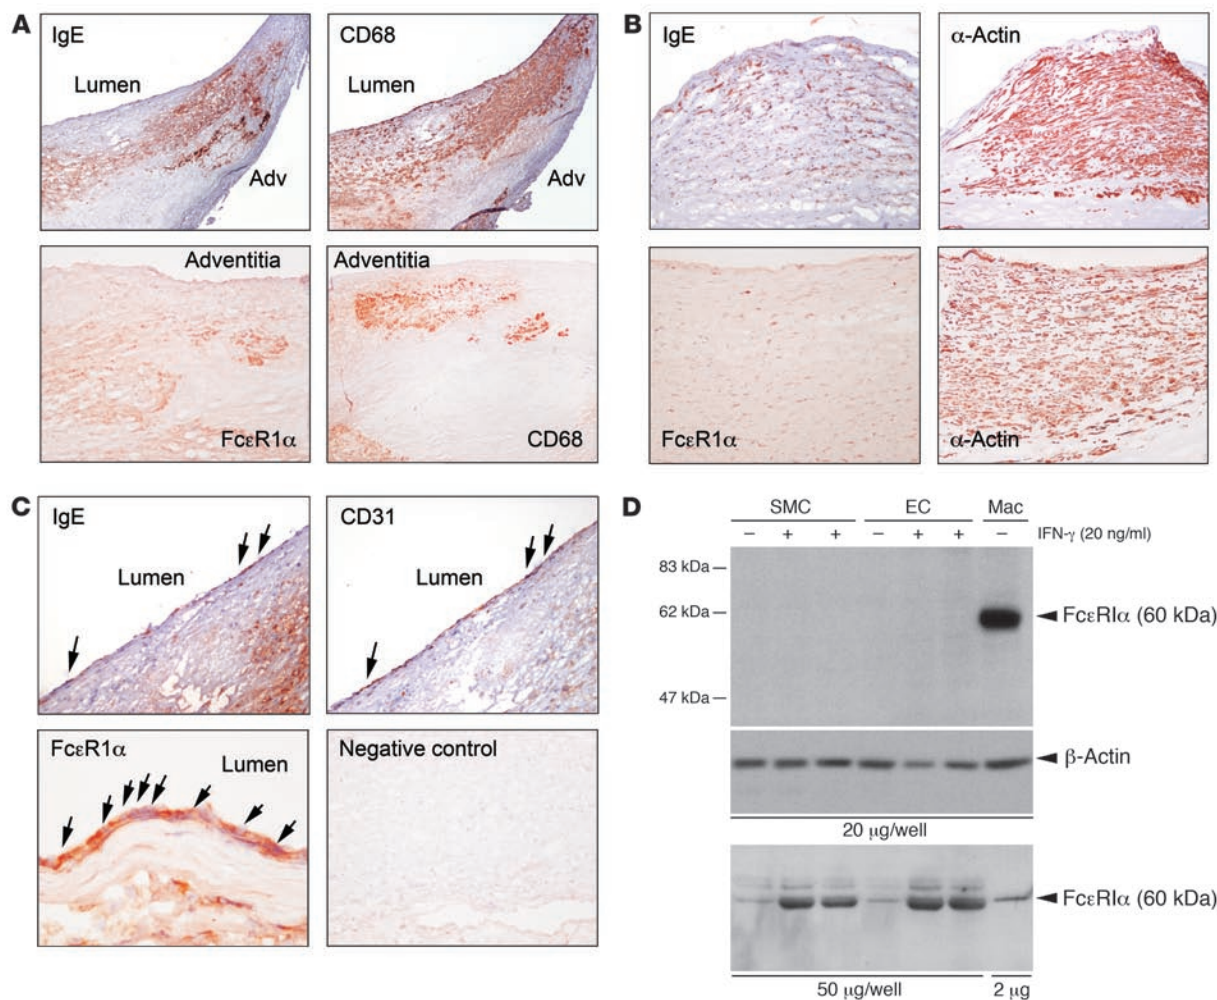 A
IgE
Lumen
Adv
CD68
Lumen
Adv
Adventitia
FcεR1α
Adventitia
CD68
B
IgE
α-Actin
FcεR1α
α-Actin
C
IgE
Lumen
CD31
Lumen
FcεR1α
Lumen
Negative control
D
SMC EC Mac
– + + – + + – IFN-γ (20 ng/ml)
83 kDa
62 kDa
FcεRIα (60 kDa)
47 kDa
β-Actin
20 μg/well
FcεRIα (60 kDa)
50 μg/well 2 μg